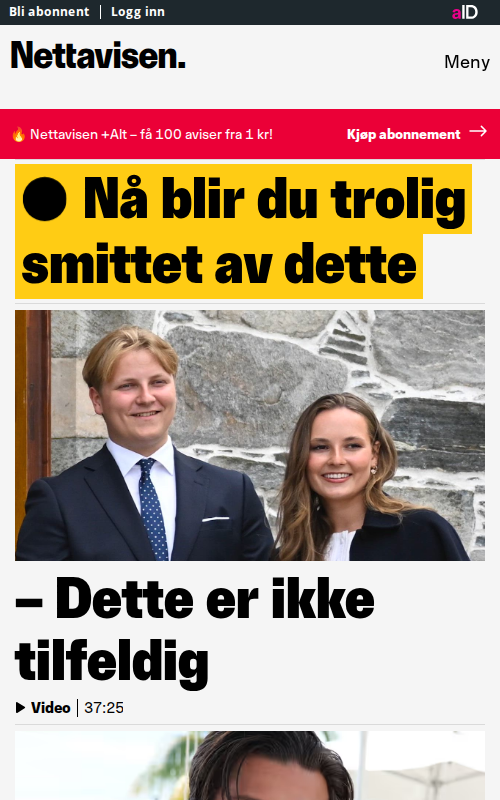 Bli abonnent | Logg inn
aID
Nettavisen.
Meny
🔥 Nettavisen +Alt – få 100 aviser fra 1 kr!
Kjøp abonnement →
Nå blir du trolig
smittet av dette
– Dette er ikke
tilfeldig
Video | 37:25